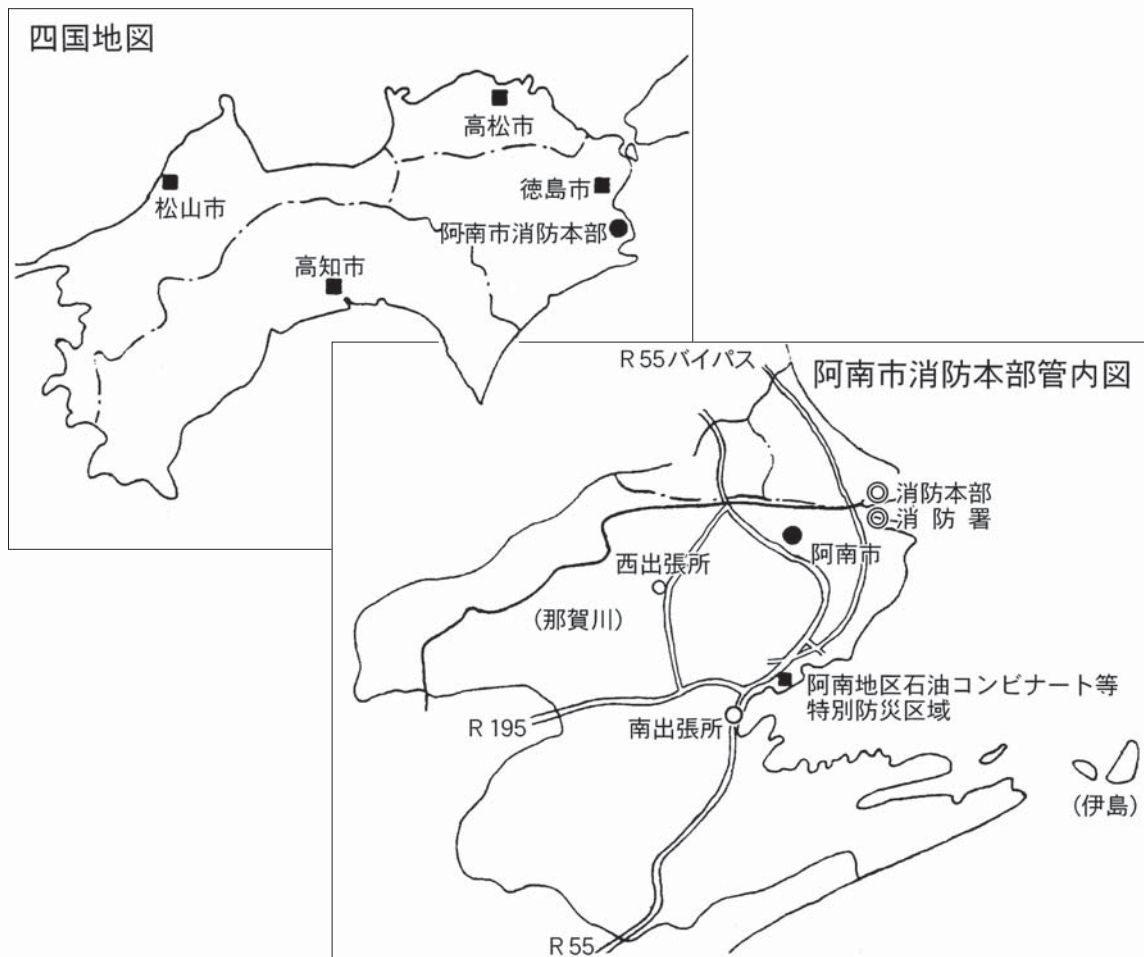 四国地図
高松市
徳島市
松山市
阿南市消防本部
高知市
R55バイパス
阿南市消防本部管内図
消防本部
消防署
阿南市
西出張所
(那賀川)
阿南地区石油コンビナート等
特別防災区域
R195
南出張所
(伊島)
R55